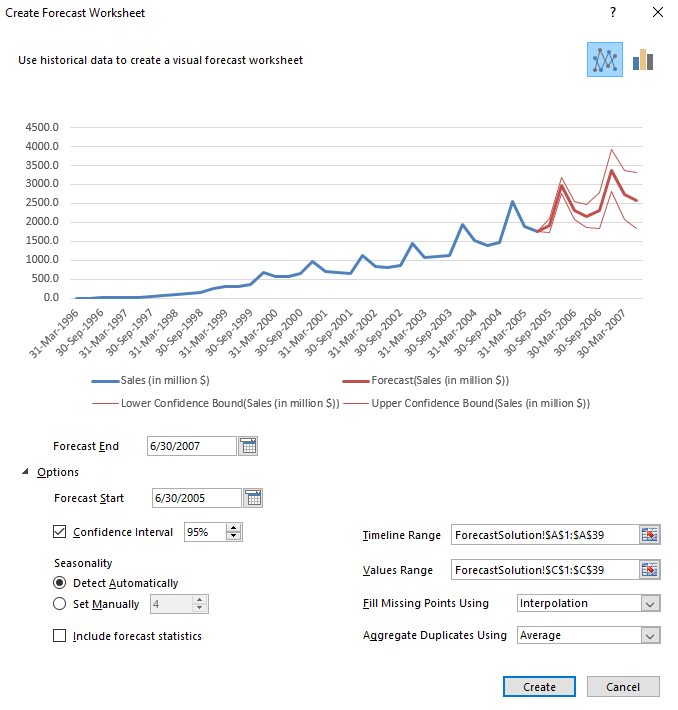 Create Forecast Worksheet
?
Use historical data to create a visual forecast worksheet
4500.0
4000.0
3500.0
3000.0
2500.0
2000.0
1500.0
1000.0
500.0
0.0
31-Mar-1996
30-Sep-1996
31-Mar-1997
30-Sep-1997
31-Mar-1998
30-Sep-1998
31-Mar-1999
30-Sep-1999
31-Mar-2000
30-Sep-2000
31-Mar-2001
30-Sep-2001
31-Mar-2002
30-Sep-2002
31-Mar-2003
30-Sep-2003
31-Mar-2004
30-Sep-2004
31-Mar-2005
30-Sep-2005
31-Mar-2006
30-Sep-2006
30-Mar-2007
Sales (in million $) Forecast(Sales (in million $))
Lower Confidence Bound(Sales (in million $)) Upper Confidence Bound(Sales (in million $))
Forecast End 6/30/2007
Options
Forecast Start 6/30/2005
Confidence Interval 95%
Timeline Range ForecastSolution!$A$1:$A$39
Seasonality
Values Range ForecastSolution!$C$1:$C$39
Detect Automatically
Set Manually 4
Fill Missing Points Using Interpolation
Include forecast statistics
Aggregate Duplicates Using Average
Create Cancel